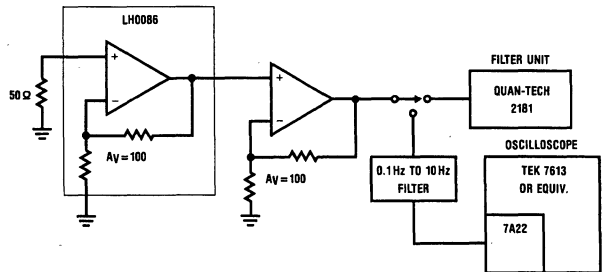 LH0086
+
−
50Ω
AV = 100
+
−
AV = 100
FILTER UNIT
QUAN-TECH
2181
0.1 Hz TO 10 Hz
FILTER
OSCILLOSCOPE
TEK 7613
OR EQUIV.
7A22